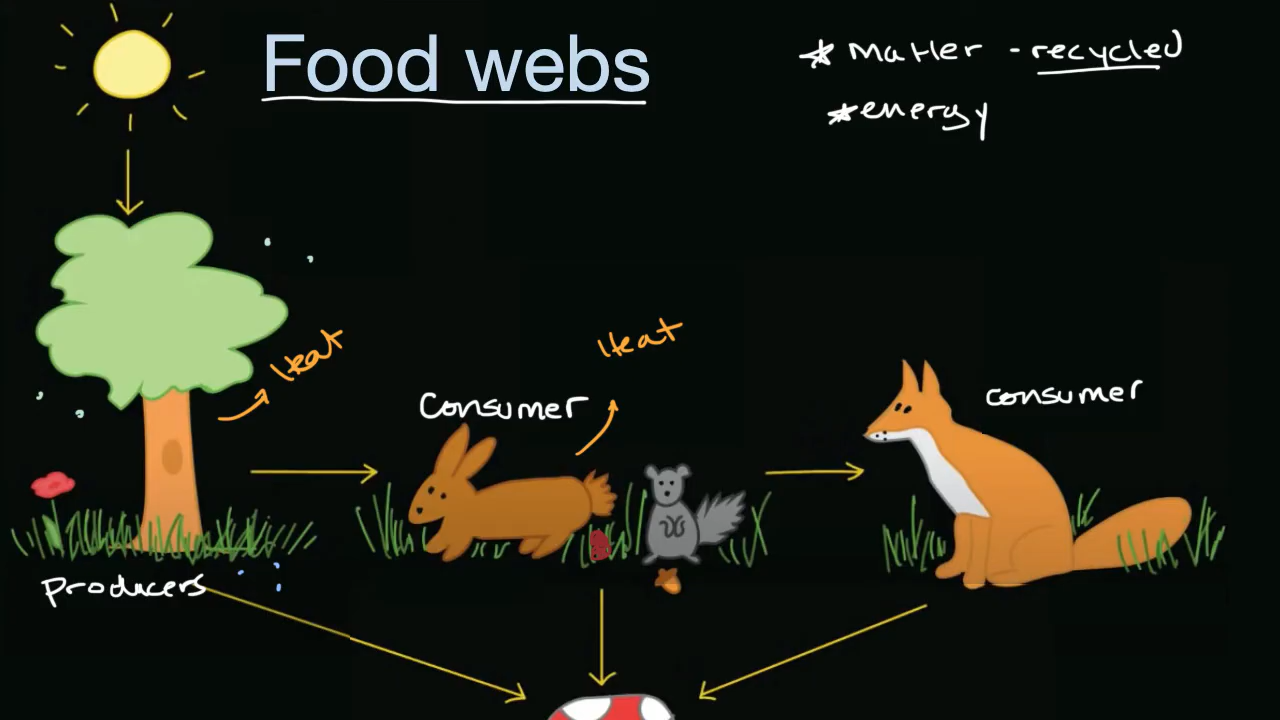 Food webs
* Matter - recycled
* energy
Heat
Heat
Consumer
consumer
producers